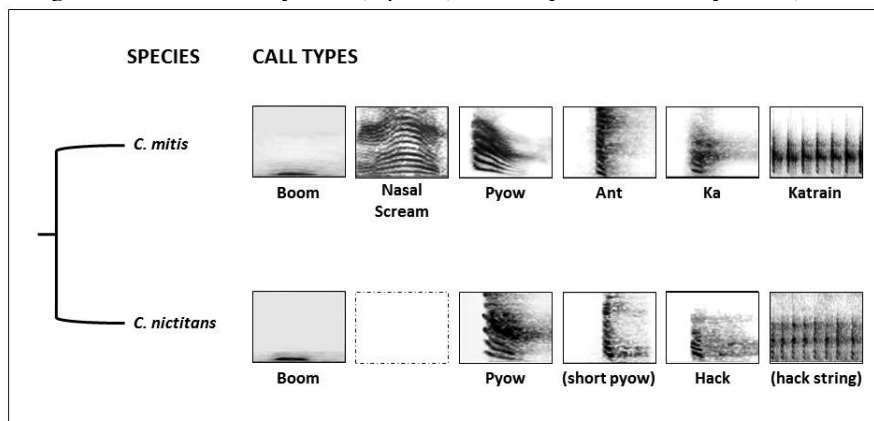 SPECIES CALL TYPES
C. mitis
Boom Nasal Scream Pyow Ant Ka Katrain
C. nictitans
Boom Pyow (short pyow) Hack (hack string)